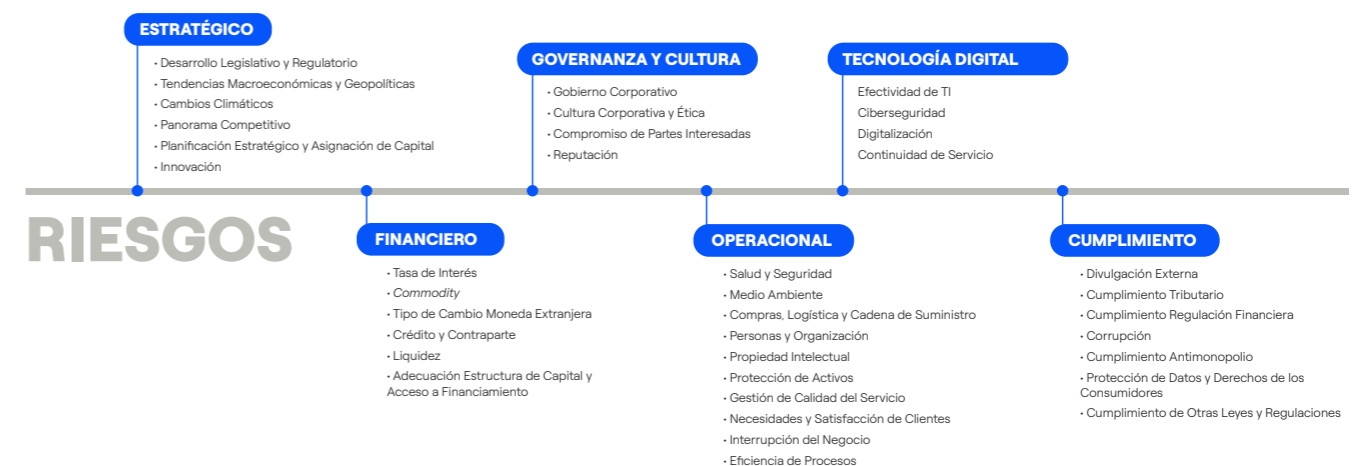 ESTRATÉGICO
• Desarrollo Legislativo y Regulatorio
• Tendencias Macroeconómicas y Geopolíticas
• Cambios Climáticos
• Panorama Competitivo
• Planificación Estratégico y Asignación de Capital
• Innovación
GOVERNANZA Y CULTURA
• Gobierno Corporativo
• Cultura Corporativa y Ética
• Compromiso de Partes Interesadas
• Reputación
TECNOLOGÍA DIGITAL
Efectividad de TI
Ciberseguridad
Digitalización
Continuidad de Servicio
RIESGOS
FINANCIERO
• Tasa de Interés
• Commodity
• Tipo de Cambio Moneda Extranjera
• Crédito y Contraparte
• Liquidez
• Adecuación Estructura de Capital y
Acceso a Financiamiento
OPERACIONAL
• Salud y Seguridad
• Medio Ambiente
• Compras, Logística y Cadena de Suministro
• Personas y Organización
• Propiedad Intelectual
• Protección de Activos
• Gestión de Calidad del Servicio
• Necesidades y Satisfacción de Clientes
• Interrupción del Negocio
• Eficiencia de Procesos
CUMPLIMIENTO
• Divulgación Externa
• Cumplimiento Tributario
• Cumplimiento Regulación Financiera
• Corrupción
• Cumplimiento Antimonopolio
• Protección de Datos y Derechos de los
Consumidores
• Cumplimiento de Otras Leyes y Regulaciones